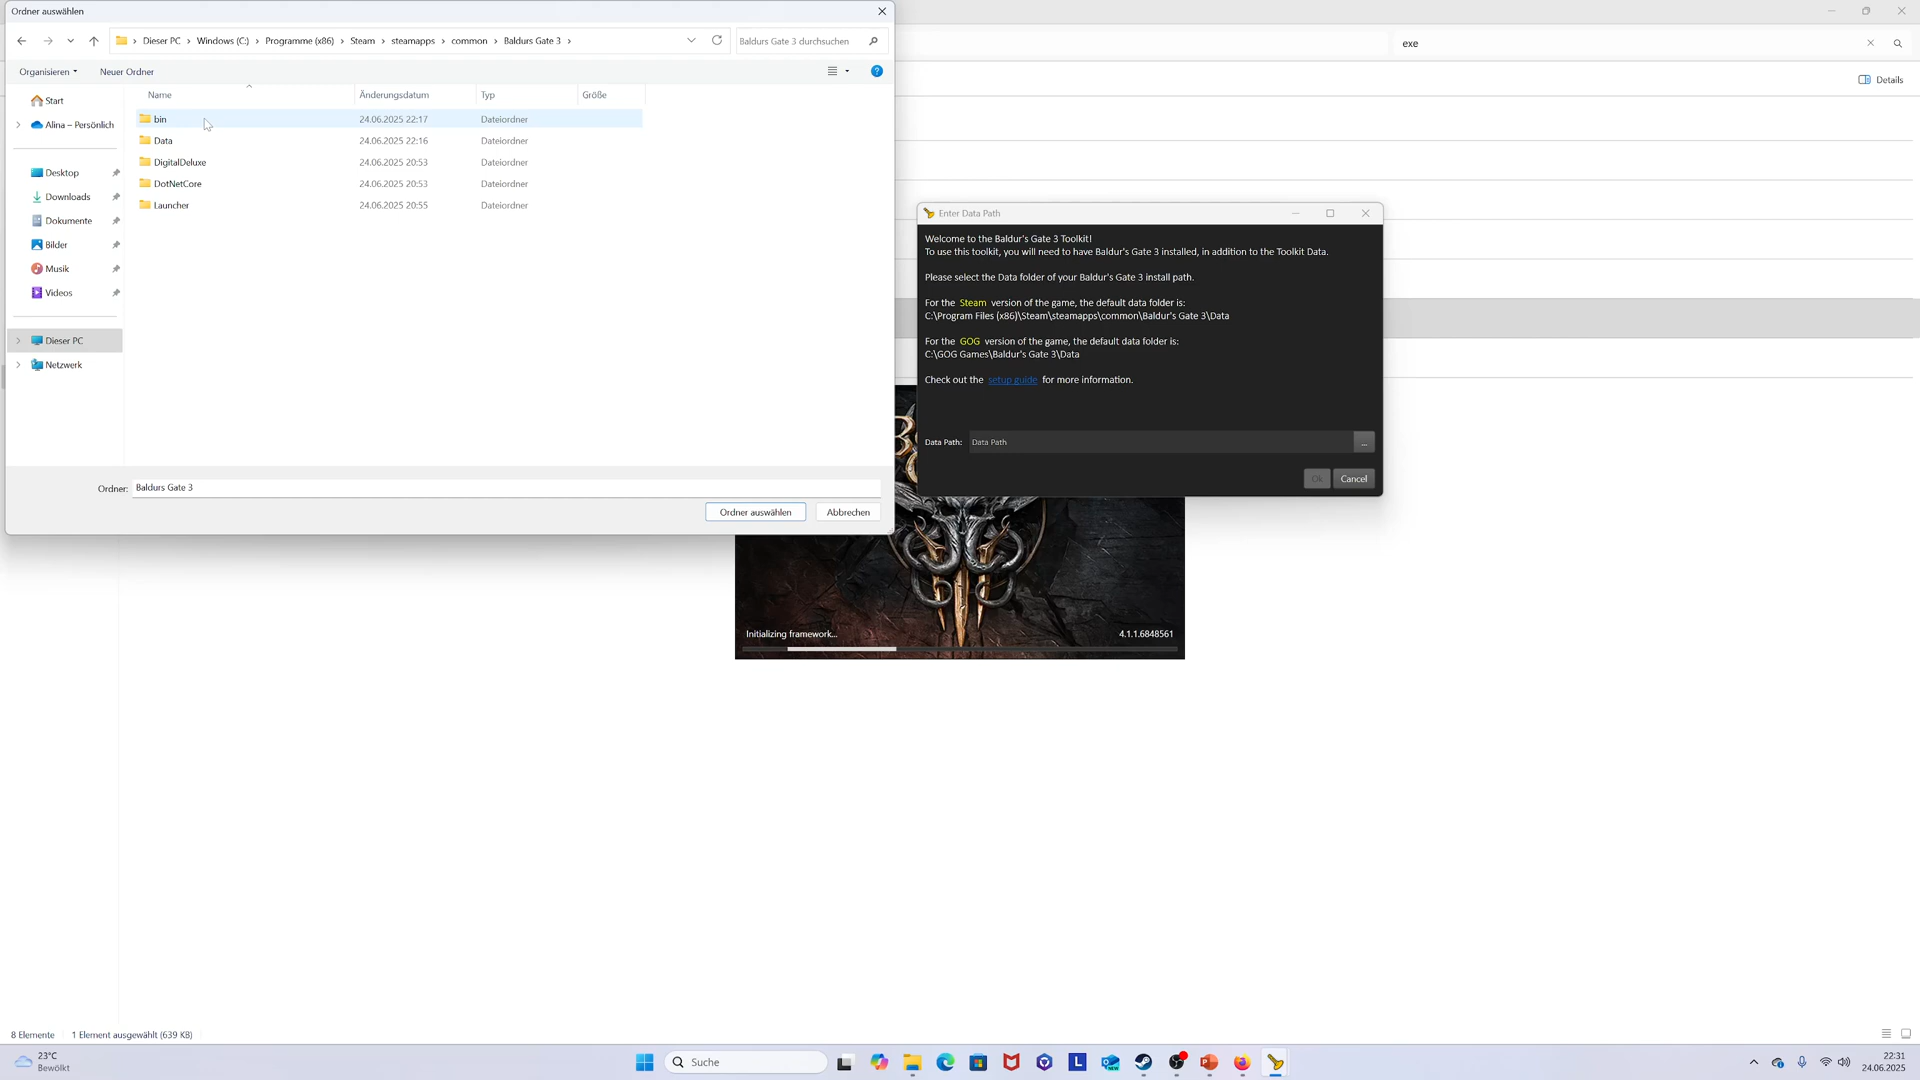 Ordner auswählen
Dieser PC > Windows (C:) > Programme (x86) > Steam > steamapps > common > Baldurs Gate 3 >
Baldurs Gate 3 durchsuchen
exe
Organisieren
Neuer Ordner
Details
Name
Änderungsdatum
Typ
Größe
Start
Alina – Persönlich
Desktop
Downloads
Dokumente
Bilder
Musik
Videos
Dieser PC
Netzwerk
bin 24.06.2025 22:17 Dateiordner
Data 24.06.2025 22:16 Dateiordner
DigitalDeluxe 24.06.2025 20:53 Dateiordner
DotNetCore 24.06.2025 20:53 Dateiordner
Launcher 24.06.2025 20:55 Dateiordner
Ordner: Baldurs Gate 3
Ordner auswählen
Abbrechen
Enter Data Path
Welcome to the Baldur's Gate 3 Toolkit!
To use this toolkit, you will need to have Baldur's Gate 3 installed, in addition to the Toolkit Data.
Please select the Data folder of your Baldur's Gate 3 install path.
For the Steam version of the game, the default data folder is:
C:\Program Files (x86)\Steam\steamapps\common\Baldur's Gate 3\Data
For the GOG version of the game, the default data folder is:
C:\GOG Games\Baldur's Gate 3\Data
Check out the setup guide for more information.
Data Path: Data Path
...
Ok
Cancel
Initializing framework...
4.1.1.6848561
8 Elemente
1 Element ausgewählt (639 KB)
23°C
Bewölkt
Suche
22:31
24.06.2025